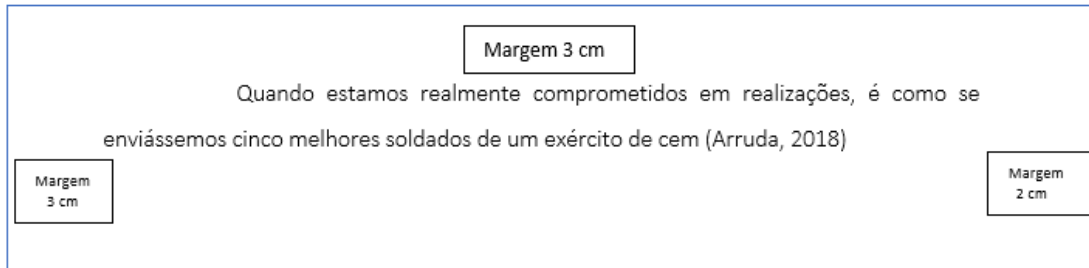 Margem 3 cm
Quando estamos realmente comprometidos em realizações, é como se
enviássemos cinco melhores soldados de um exército de cem (Arruda, 2018)
Margem
3 cm
Margem
2 cm